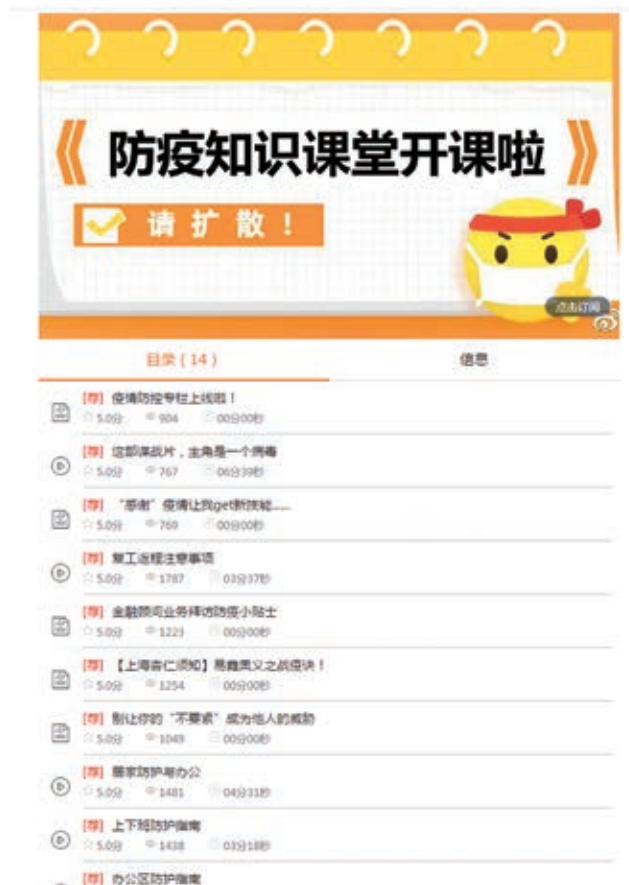 防疫知识课堂开课啦
请扩散！
点击订阅
目录（14）
信息
[荐] 疫情防控专栏上线啦！
5.0分 904 00分00秒
[荐] 这部谍战片，主角是一个病毒
5.0分 767 06分39秒
[荐] “感谢”疫情让我get新技能......
5.0分 769 00分00秒
[荐] 复工返程注意事项
5.0分 1787 03分37秒
[荐] 金融顾问业务拜访防疫小贴士
5.0分 1223 00分00秒
[荐] 【上海杏仁须知】易雍奥义之战疫诀！
5.0分 1254 00分00秒
[荐] 别让你的“不要紧”成为他人的威胁
5.0分 1049 00分00秒
[荐] 居家防护与办公
5.0分 1481 04分31秒
[荐] 上下班防护指南
5.0分 1438 03分18秒
[荐] 办公区防护指南